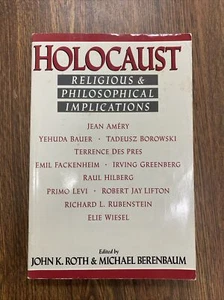 HOLOCAUST
RELIGIOUS &
PHILOSOPHICAL
IMPLICATIONS
JEAN AMÉRY
YEHUDA BAUER • TADEUSZ BOROWSKI
TERRENCE DES PRES
EMIL FACKENHEIM • IRVING GREENBERG
RAUL HILBERG
PRIMO LEVI • ROBERT JAY LIFTON
RICHARD L. RUBENSTEIN
ELIE WIESEL
Edited by
JOHN K. ROTH & MICHAEL BERENBAUM